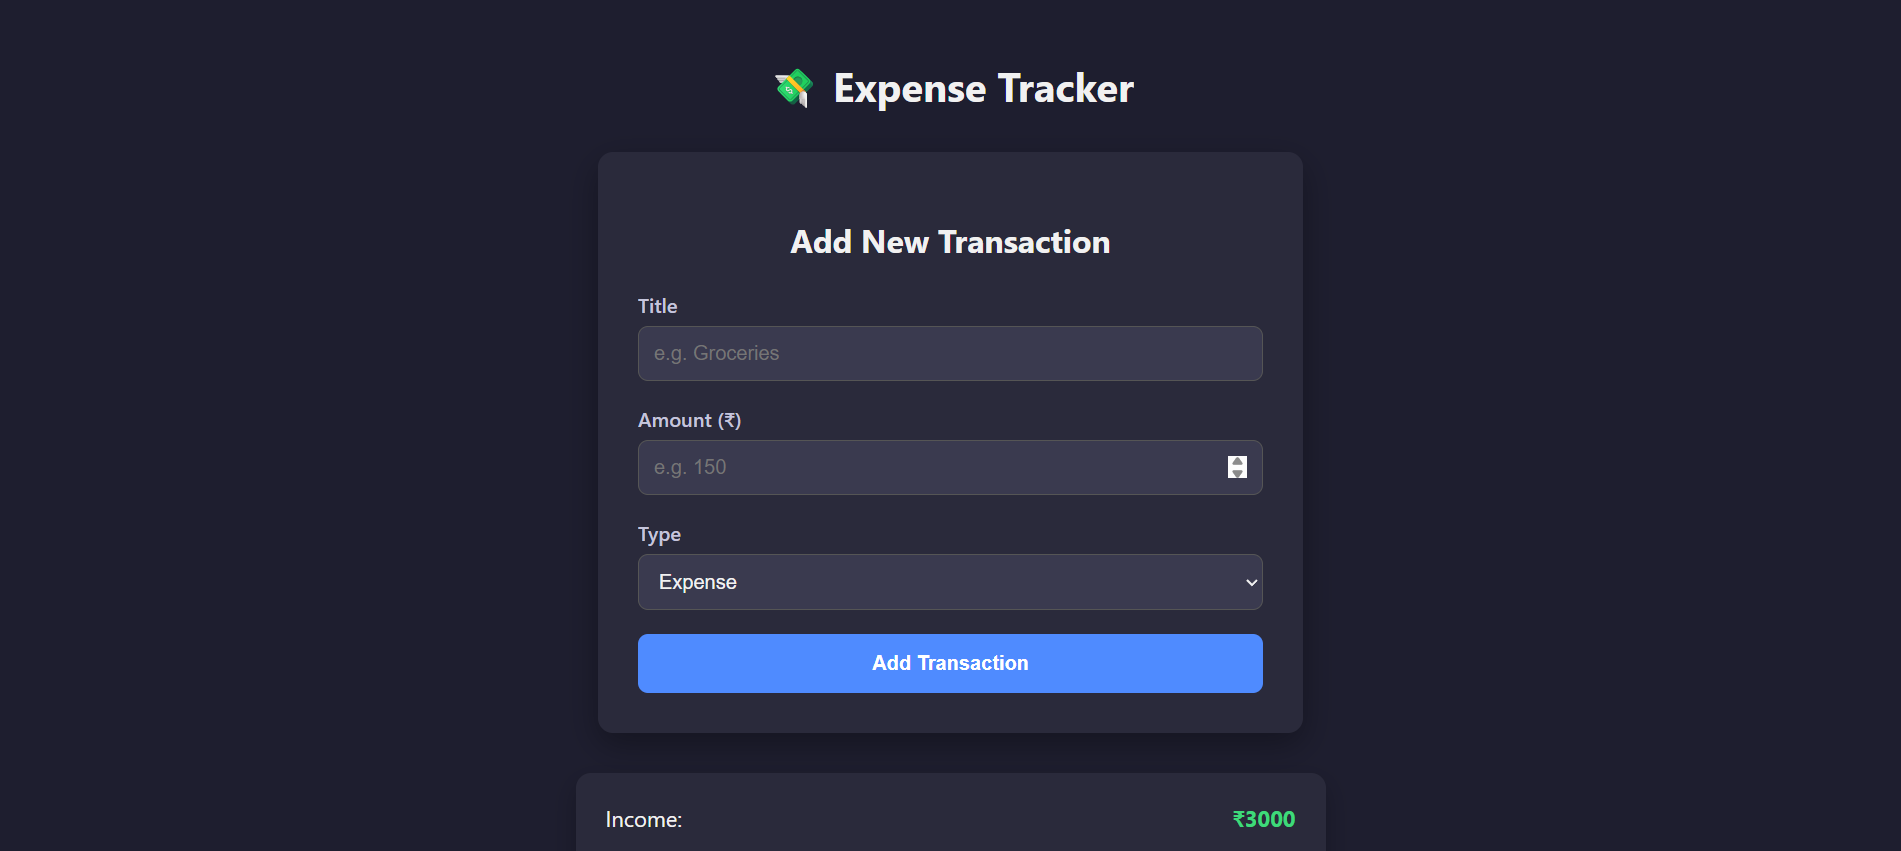 Expense Tracker
Add New Transaction
Title
e.g. Groceries
Amount (₹)
e.g. 150
Type
Expense
Add Transaction
Income: ₹3000